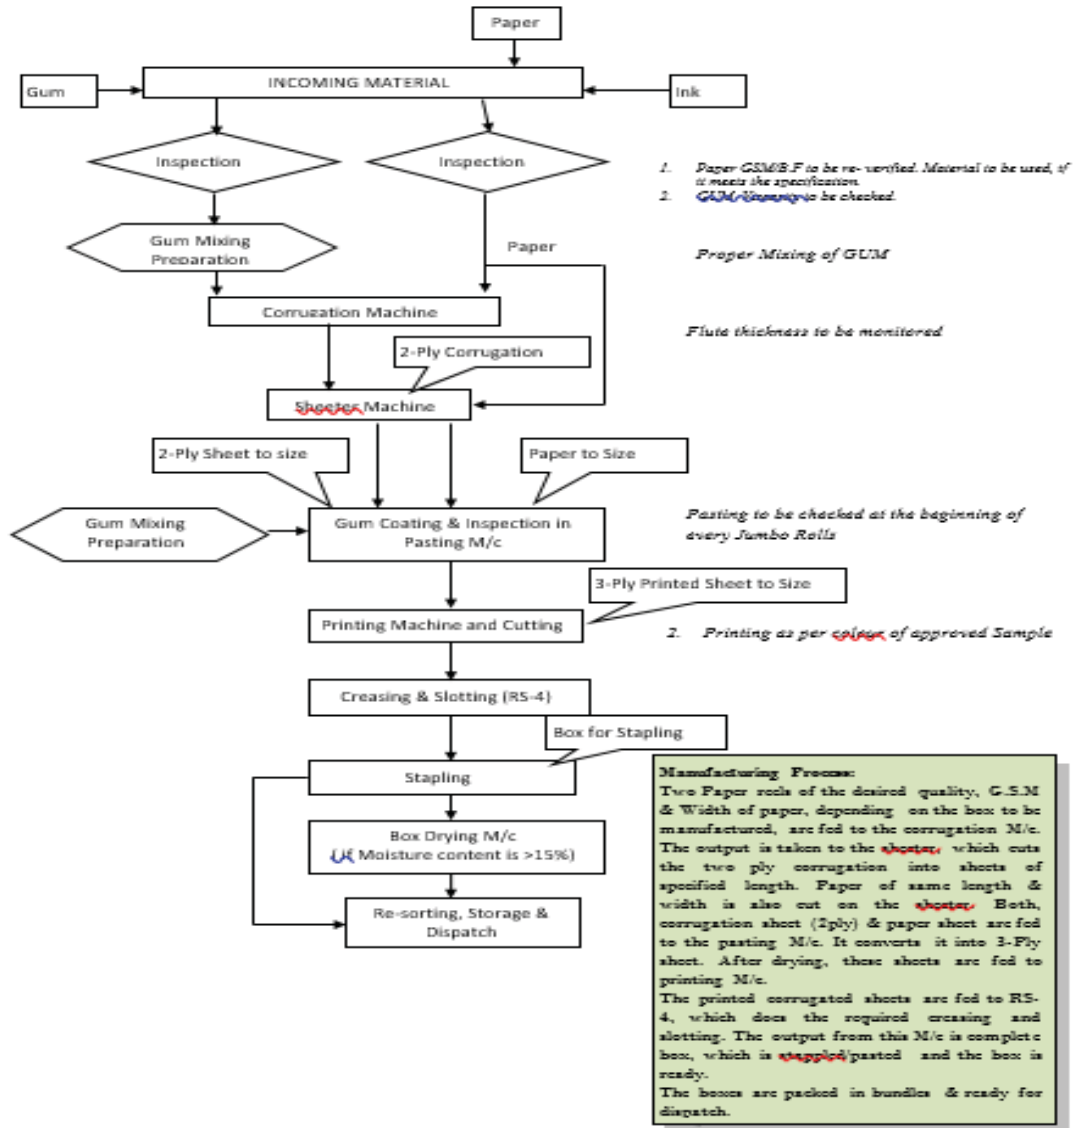 Paper
INCOMING MATERIAL
Gum
Ink
Inspection
Inspection
1. Paper GSM/B.F to be re- verified. Material to be used, if
it meets the specification.
2. to be checked.
Gum Mixing
Preparation
Paper
Proper Mixing of GUM
Corrugation Machine
Flute thickness to be monitored
2-Ply Corrugation
Sheeter Machine
2-Ply Sheet to size
Paper to Size
Gum Mixing
Preparation
Gum Coating & Inspection in
Pasting M/c
Pasting to be checked at the beginning of
every Jumbo Rolls
3-Ply Printed Sheet to Size
Printing Machine and Cutting
2. Printing as per colour of approved Sample
Creasing & Slotting (RS-4)
Box for Stapling
Stapling
Box Drying M/c
( if Moisture content is >15%)
Re-sorting, Storage &
Dispatch
Manufacturing Process:
Two Paper reels of the desired quality, G.S.M
& Width of paper, depending on the box to be
manufactured, are fed to the corrugation M/c.
The output is taken to the sheeter, which cuts
the two ply corrugation into sheets of
specified length. Paper of same length &
width is also cut on the sheeter. Both,
corrugation sheet (2ply) & paper sheet are fed
to the pasting M/c. It converts it into 3-Ply
sheet. After drying, these sheets are fed to
printing M/c.
The printed corrugated sheets are fed to RS-
4, which does the required creasing and
slotting. The output from this M/c is complete
box, which is stappled/pasted and the box is
ready.
The boxes are packed in bundles & ready for
dispatch.